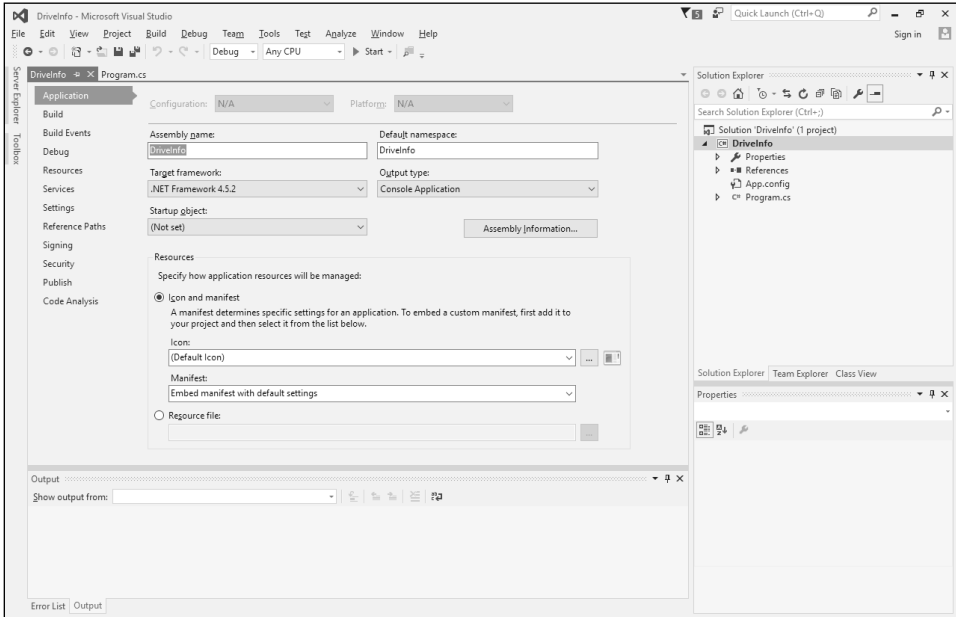 DriveInfo - Microsoft Visual Studio
5
Quick Launch (Ctrl+Q)
File Edit View Project Build Debug Team Tools Test Analyze Window Help
Sign in
Debug Any CPU Start
Server Explorer
Toolbox
DriveInfo Program.cs
Application
Build
Build Events
Debug
Resources
Services
Settings
Reference Paths
Signing
Security
Publish
Code Analysis
Configuration: N/A Platform: N/A
Assembly name: Default namespace:
DriveInfo DriveInfo
Target framework: Output type:
.NET Framework 4.5.2 Console Application
Startup object:
(Not set) Assembly Information...
Resources
Specify how application resources will be managed:
Icon and manifest
A manifest determines specific settings for an application. To embed a custom manifest, first add it to
your project and then select it from the list below.
Icon:
(Default Icon) ...
Manifest:
Embed manifest with default settings
Resource file:
...
Output
Show output from:
Error List Output
Solution Explorer
Search Solution Explorer (Ctrl+;)
Solution 'DriveInfo' (1 project)
C# DriveInfo
Properties
References
App.config
C# Program.cs
Solution Explorer Team Explorer Class View
Properties